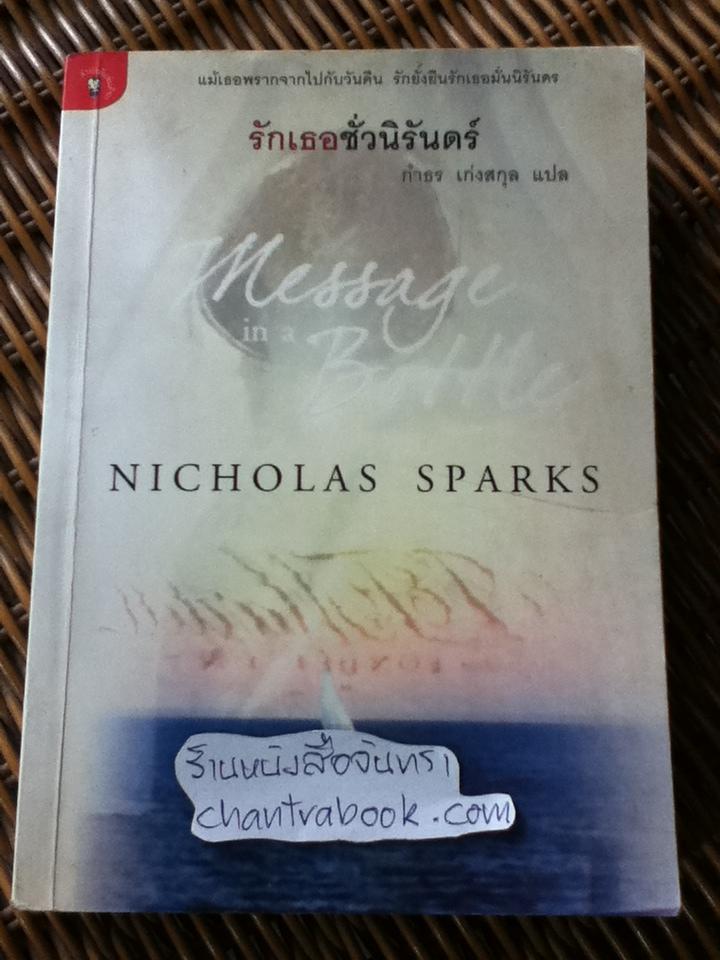 แม้เธอพรากจากไปกับวันคืน รักยั่งยืนรักเธอมั่นนิรันดร
รักเธอชั่วนิรันดร์
กำธร เก่งสกุล แปล
Message
in a
Bottle
NICHOLAS SPARKS
ร้านหนังสือจันทรา
chantrabook.com